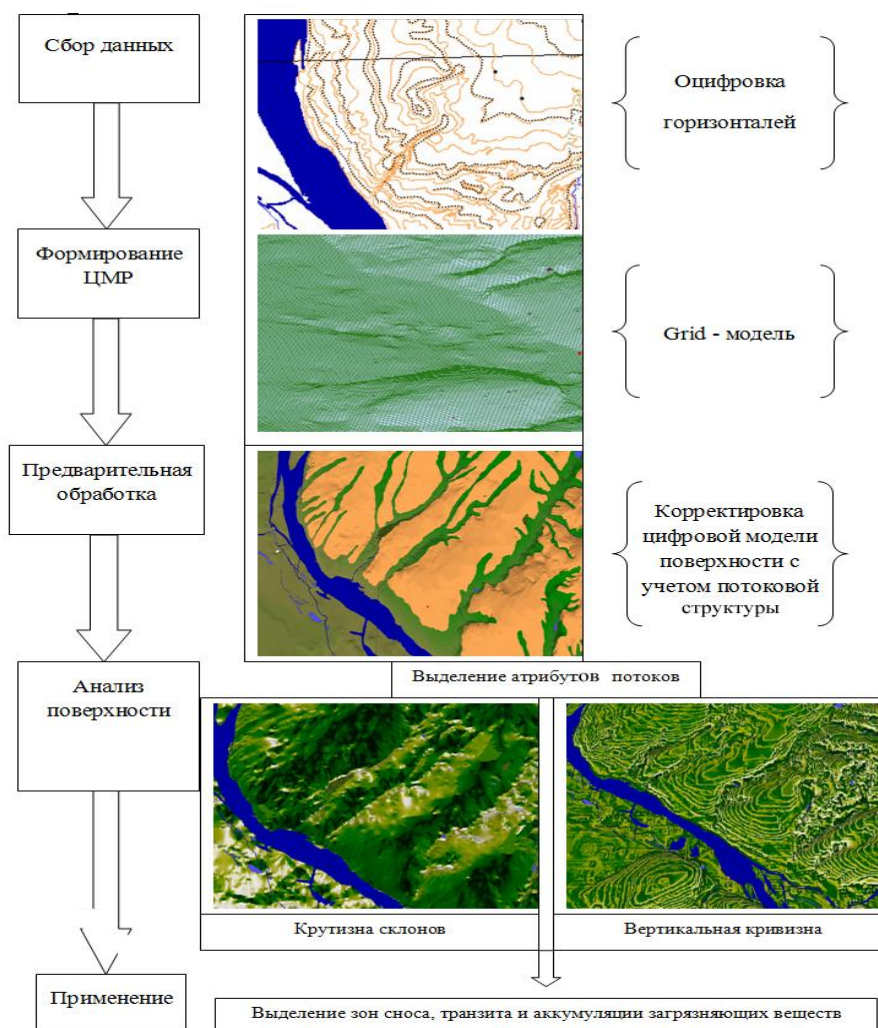 Сбор данных
Оцифровка
горизонталей
Формирование
ЦМР
Grid - модель
Предварительная
обработка
Корректировка
цифровой модели
поверхности с
учетом потоковой
структуры
Выделение атрибутов потоков
Анализ
поверхности
Крутизна склонов
Вертикальная кривизна
Применение
Выделение зон сноса, транзита и аккумуляции загрязняющих веществ